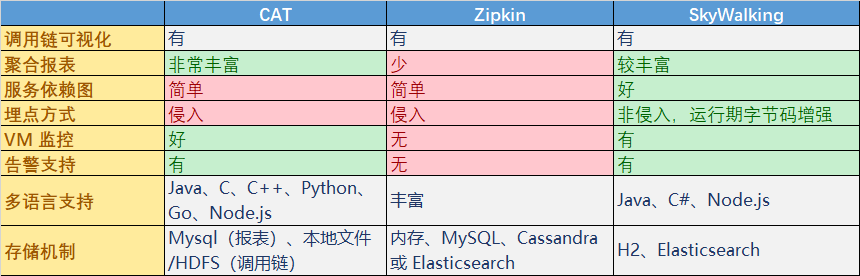 CAT Zipkin SkyWalking
调用链可视化 有 有 有
聚合报表 非常丰富 少 较丰富
服务依赖图 简单 简单 好
埋点方式 侵入 侵入 非侵入，运行期字节码增强
VM 监控 好 无 有
告警支持 有 无 有
多语言支持 Java、C、C++、Python、
Go、Node.js 丰富 Java、C#、Node.js
存储机制 Mysql（报表）、本地文件
/HDFS（调用链） 内存、MySQL、Cassandra
或 Elasticsearch H2、Elasticsearch